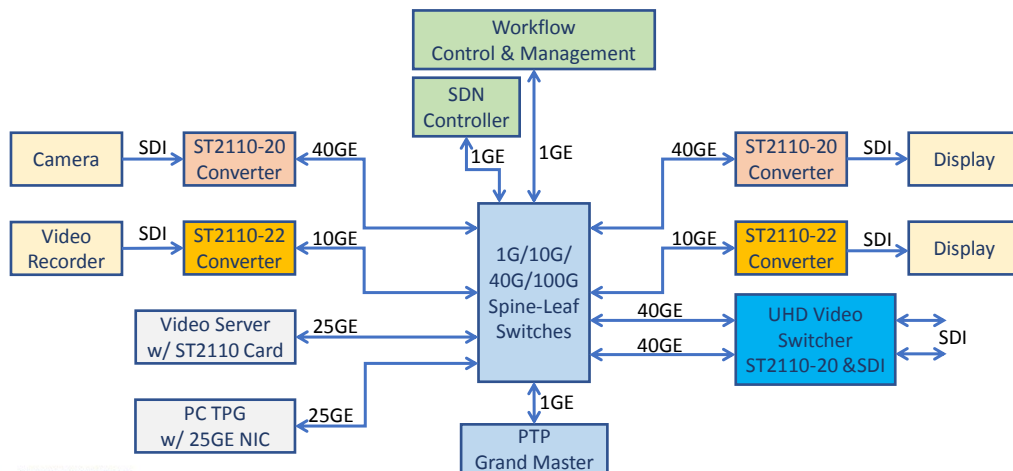 Workflow
Control & Management
SDN
Controller
1GE
1GE
Camera
SDI
ST2110-20
Converter
40GE
40GE
ST2110-20
Converter
SDI
Display
Video
Recorder
SDI
ST2110-22
Converter
10GE
1G/10G/
40G/100G
Spine-Leaf
Switches
10GE
ST2110-22
Converter
SDI
Display
Video Server
w/ ST2110 Card
25GE
40GE
40GE
UHD Video
Switcher
ST2110-20 &SDI
SDI
PC TPG
w/ 25GE NIC
25GE
1GE
PTP
Grand Master